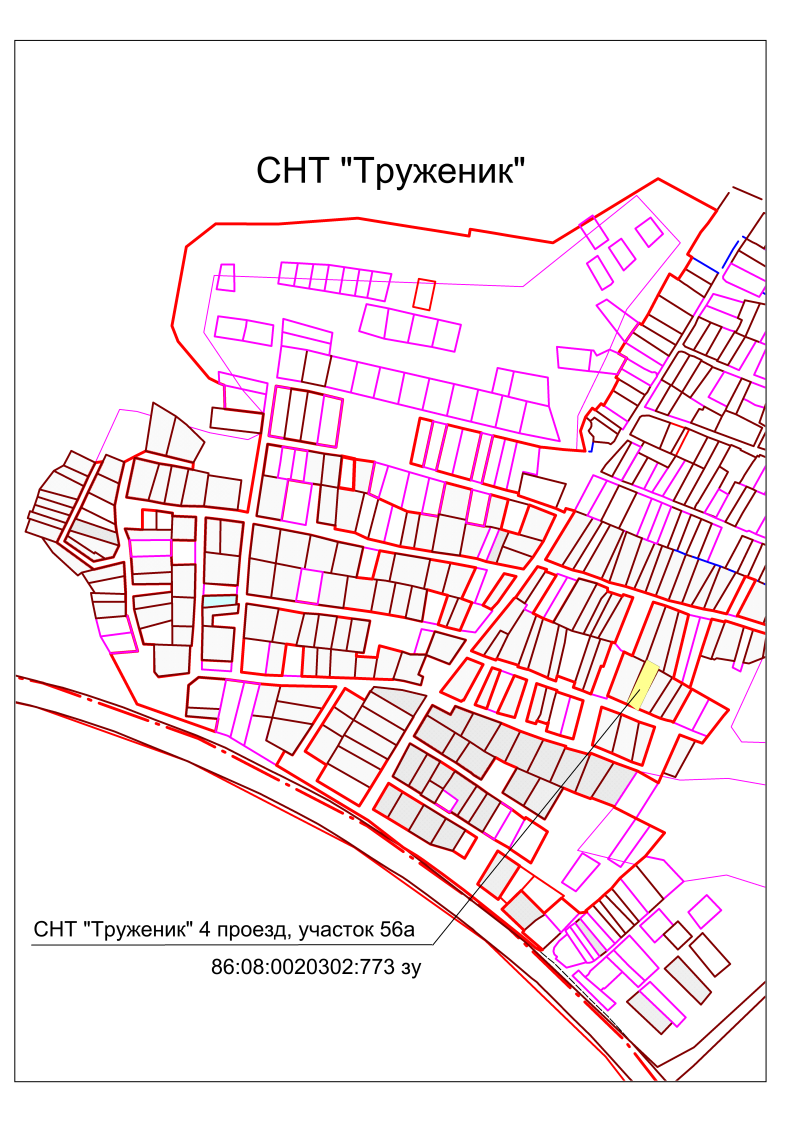 СНТ "Труженик"
СНТ "Труженик" 4 проезд, участок 56а
86:08:0020302:773 зу